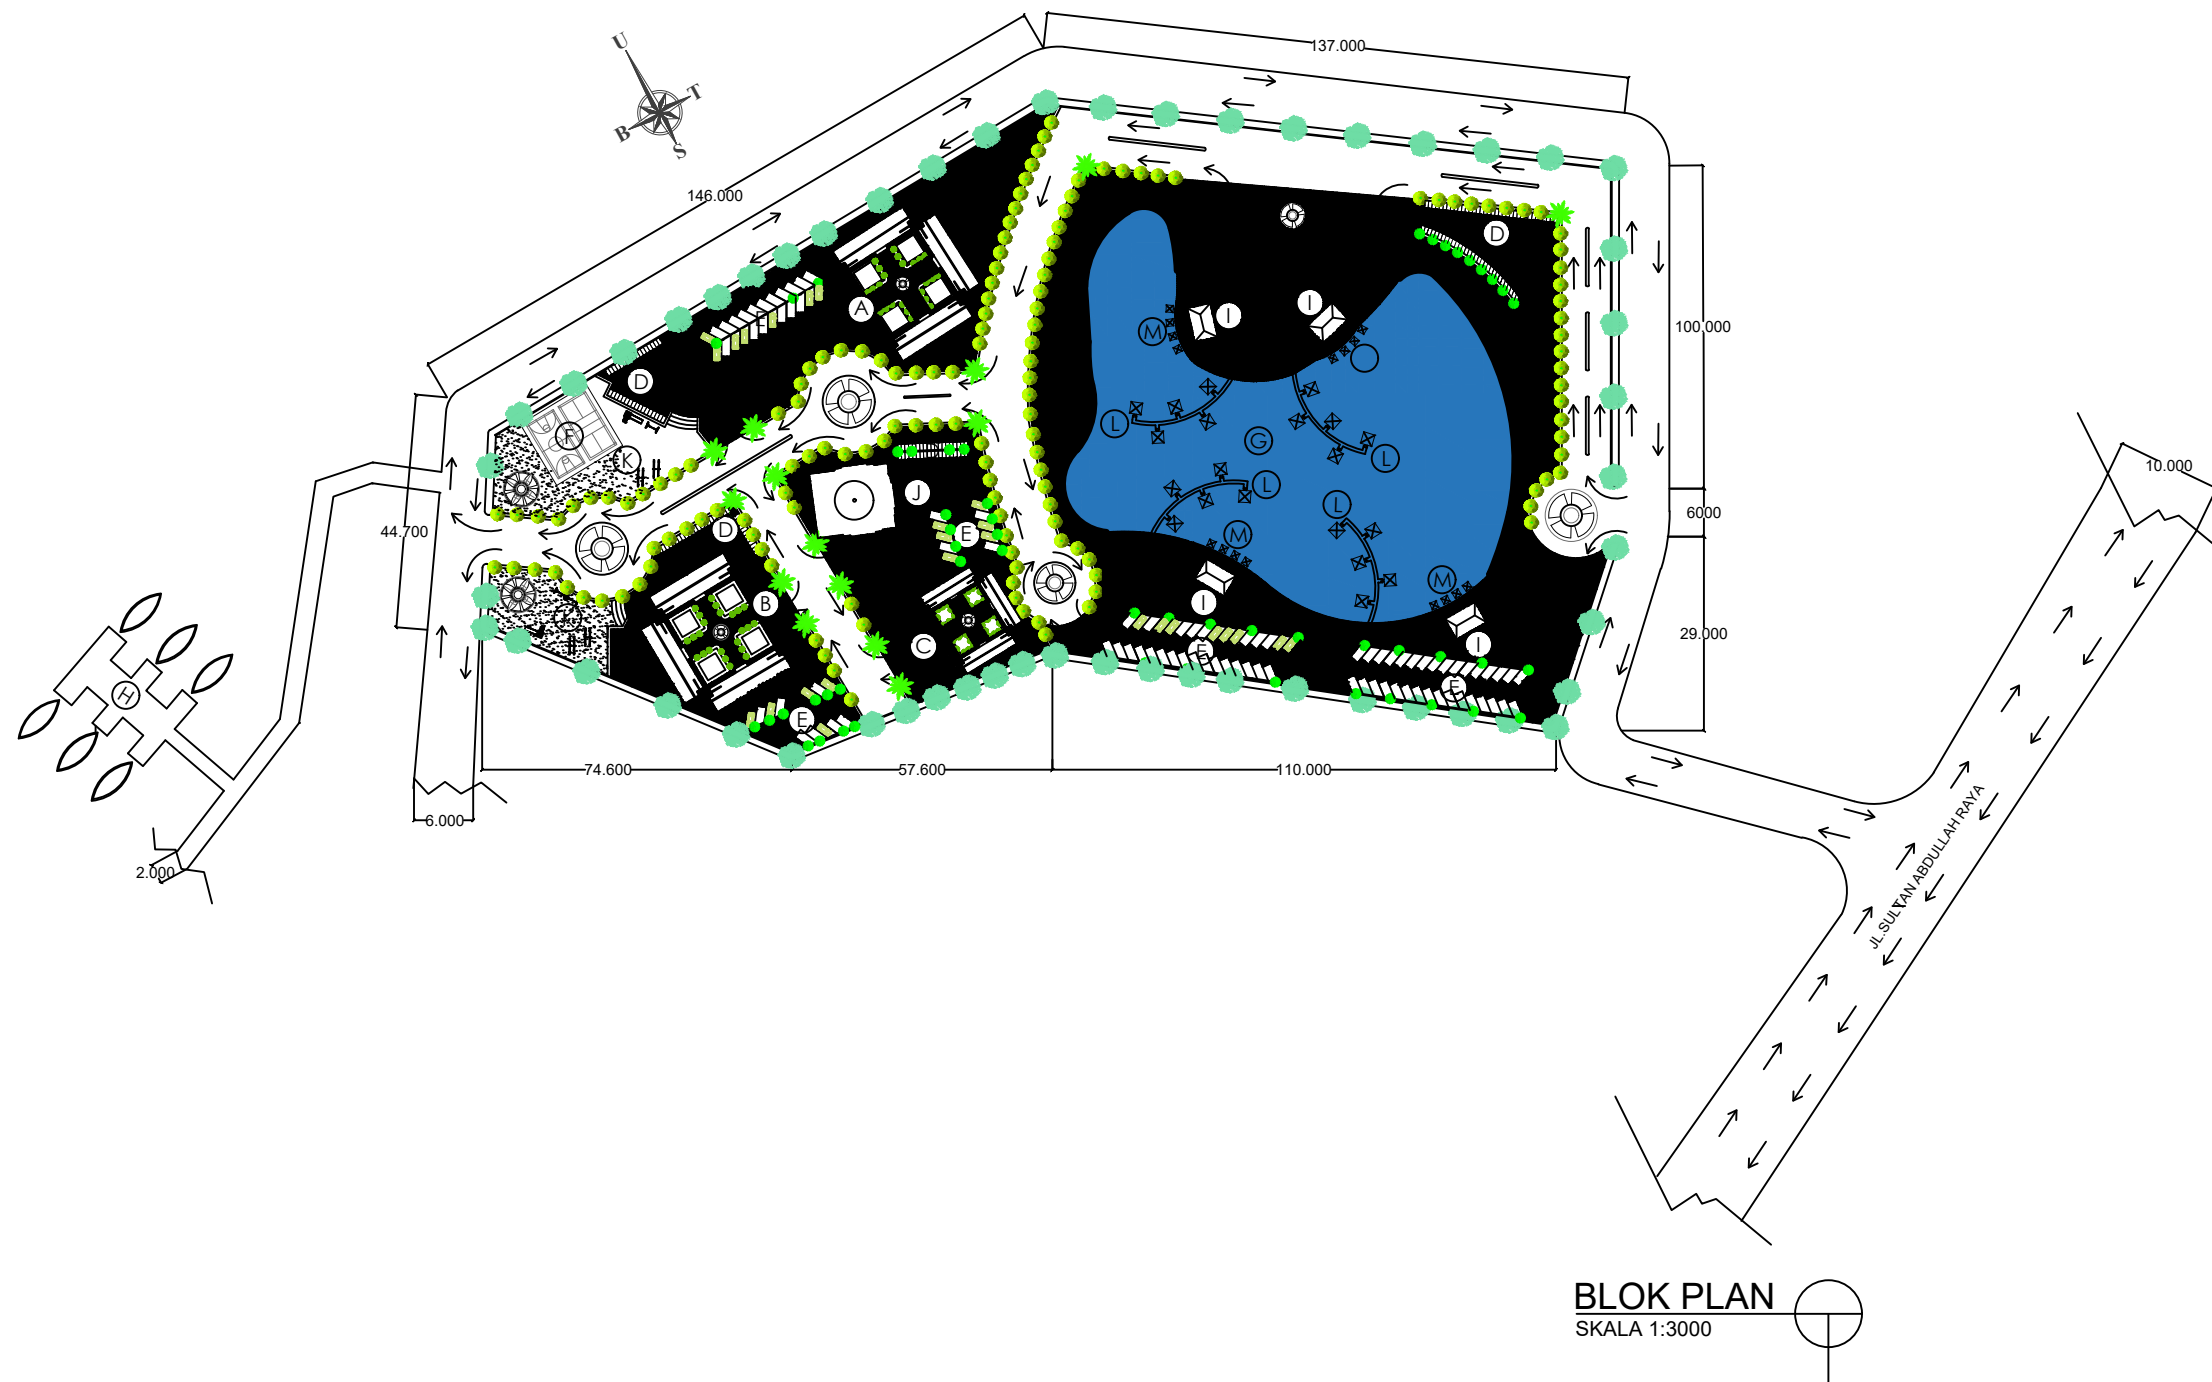 U
T
B
S
137.000
146.000
100.000
6000
29.000
10.000
44.700
A
E
D
F
K
D
I
I
M
L
G
L
L
L
M
M
I
I
J
E
D
B
C
K
E
E
E
H
74.600
57.600
110.000
6.000
2.000
JL.SULTAN ABDULLAH RAYA
BLOK PLAN
SKALA 1:3000